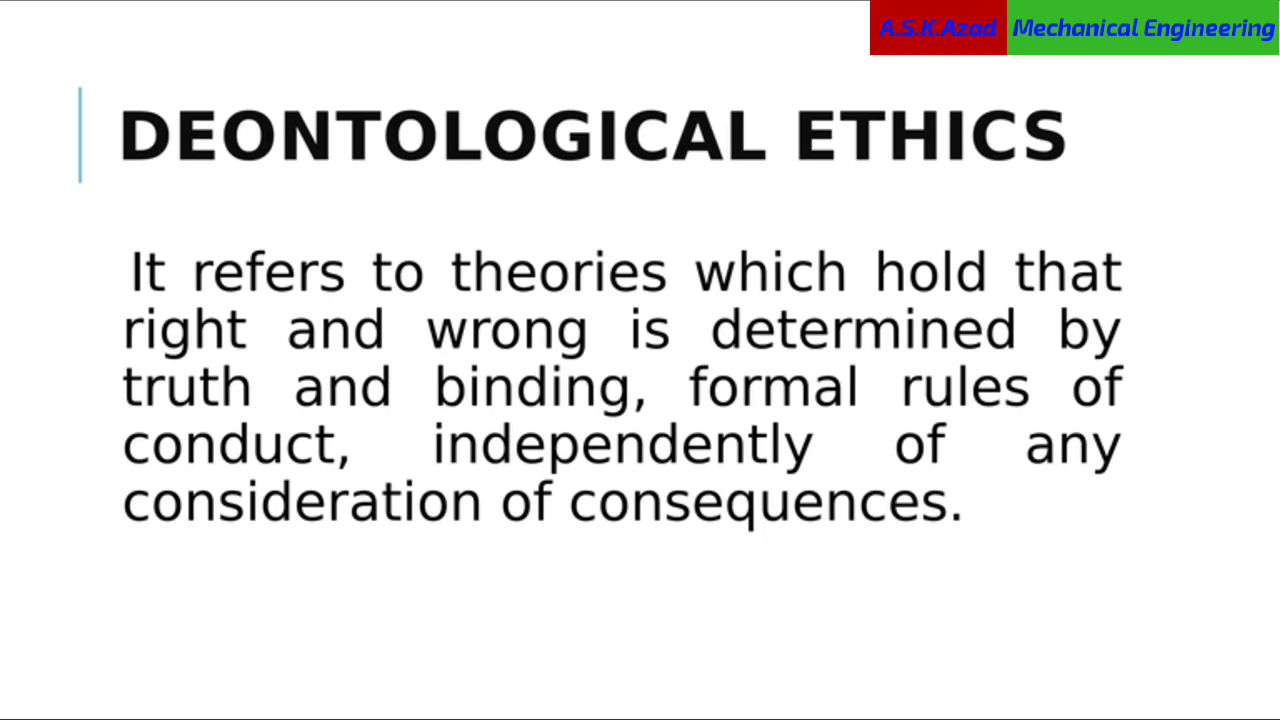 A.S.K.Azad Mechanical Engineering
DEONTOLOGICAL ETHICS
It refers to theories which hold that
right and wrong is determined by
truth and binding, formal rules of
conduct, independently of any
consideration of consequences.